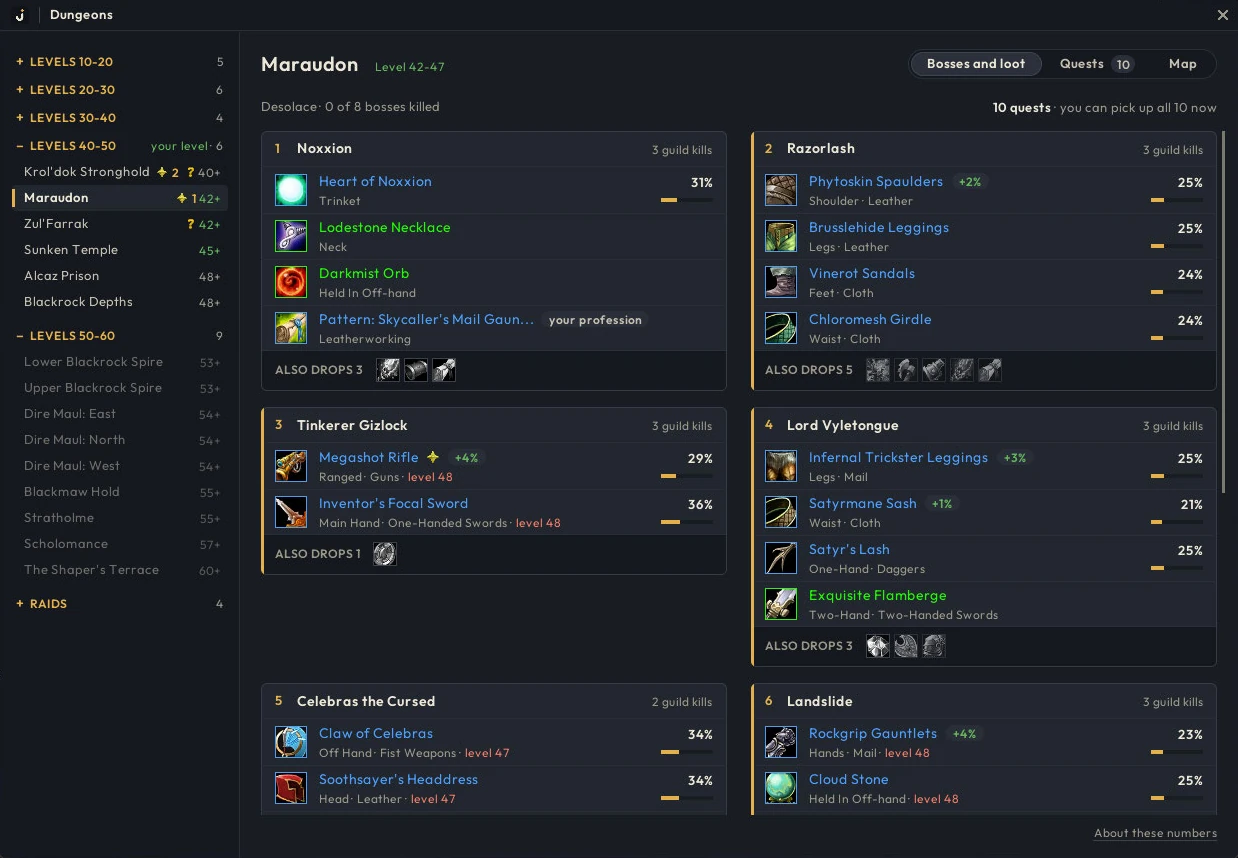 Dungeons
+ LEVELS 10-20 5
+ LEVELS 20-30 6
+ LEVELS 30-40 4
− LEVELS 40-50 your level · 6
Krol'dok Stronghold 2 ? 40+
Maraudon 1 42+
Zul'Farrak ? 42+
Sunken Temple 45+
Alcaz Prison 48+
Blackrock Depths 48+
− LEVELS 50-60 9
Lower Blackrock Spire 53+
Upper Blackrock Spire 53+
Dire Maul: East 54+
Dire Maul: North 54+
Dire Maul: West 54+
Blackmaw Hold 55+
Stratholme 55+
Scholomance 57+
The Shaper's Terrace 60+
+ RAIDS 4
Maraudon Level 42-47
Bosses and loot Quests 10 Map
Desolace · 0 of 8 bosses killed
10 quests · you can pick up all 10 now
1 Noxxion 3 guild kills
Heart of Noxxion 31%
Trinket
Lodestone Necklace
Neck
Darkmist Orb
Held In Off-hand
Pattern: Skycaller's Mail Gaun... your profession
Leatherworking
ALSO DROPS 3
2 Razorlash 3 guild kills
Phytoskin Spaulders +2% 25%
Shoulder · Leather
Brusslehide Leggings 25%
Legs · Leather
Vinerot Sandals 24%
Feet · Cloth
Chloromesh Girdle 24%
Waist · Cloth
ALSO DROPS 5
3 Tinkerer Gizlock 3 guild kills
Megashot Rifle +4% 29%
Ranged · Guns · level 48
Inventor's Focal Sword 36%
Main Hand · One-Handed Swords · level 48
ALSO DROPS 1
4 Lord Vyletongue 3 guild kills
Infernal Trickster Leggings +3% 25%
Legs · Mail
Satyrmane Sash +1% 21%
Waist · Cloth
Satyr's Lash 25%
One-Hand · Daggers
Exquisite Flamberge
Two-Hand · Two-Handed Swords
ALSO DROPS 3
5 Celebras the Cursed 2 guild kills
Claw of Celebras 34%
Off Hand · Fist Weapons · level 47
Soothsayer's Headdress 34%
Head · Leather · level 47
6 Landslide 3 guild kills
Rockgrip Gauntlets +4% 23%
Hands · Mail · level 48
Cloud Stone 25%
Held In Off-hand · level 48
About these numbers